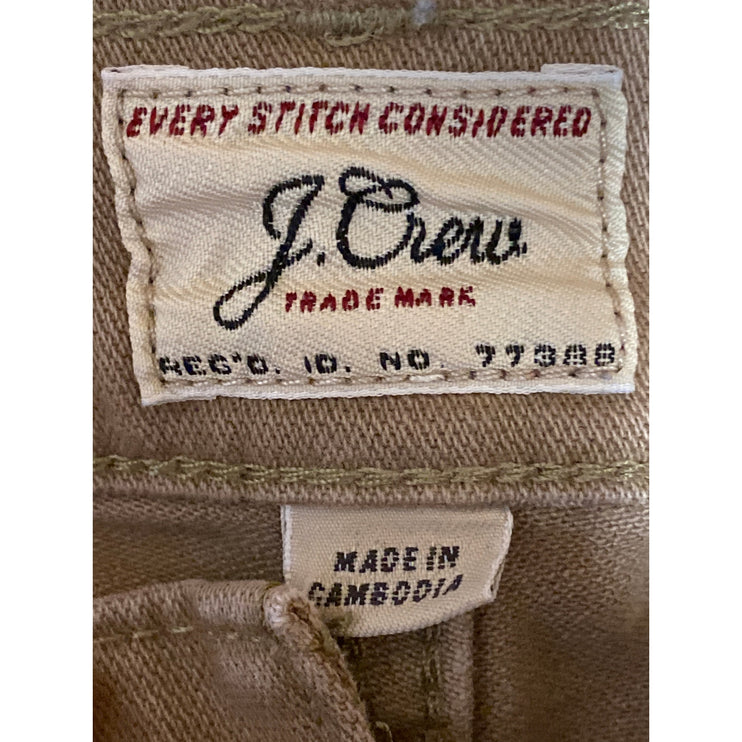 EVERY STITCH CONSIDERED
J.Crew
TRADE MARK
REG'D. ID. NO. 77388
MADE IN
CAMBODIA